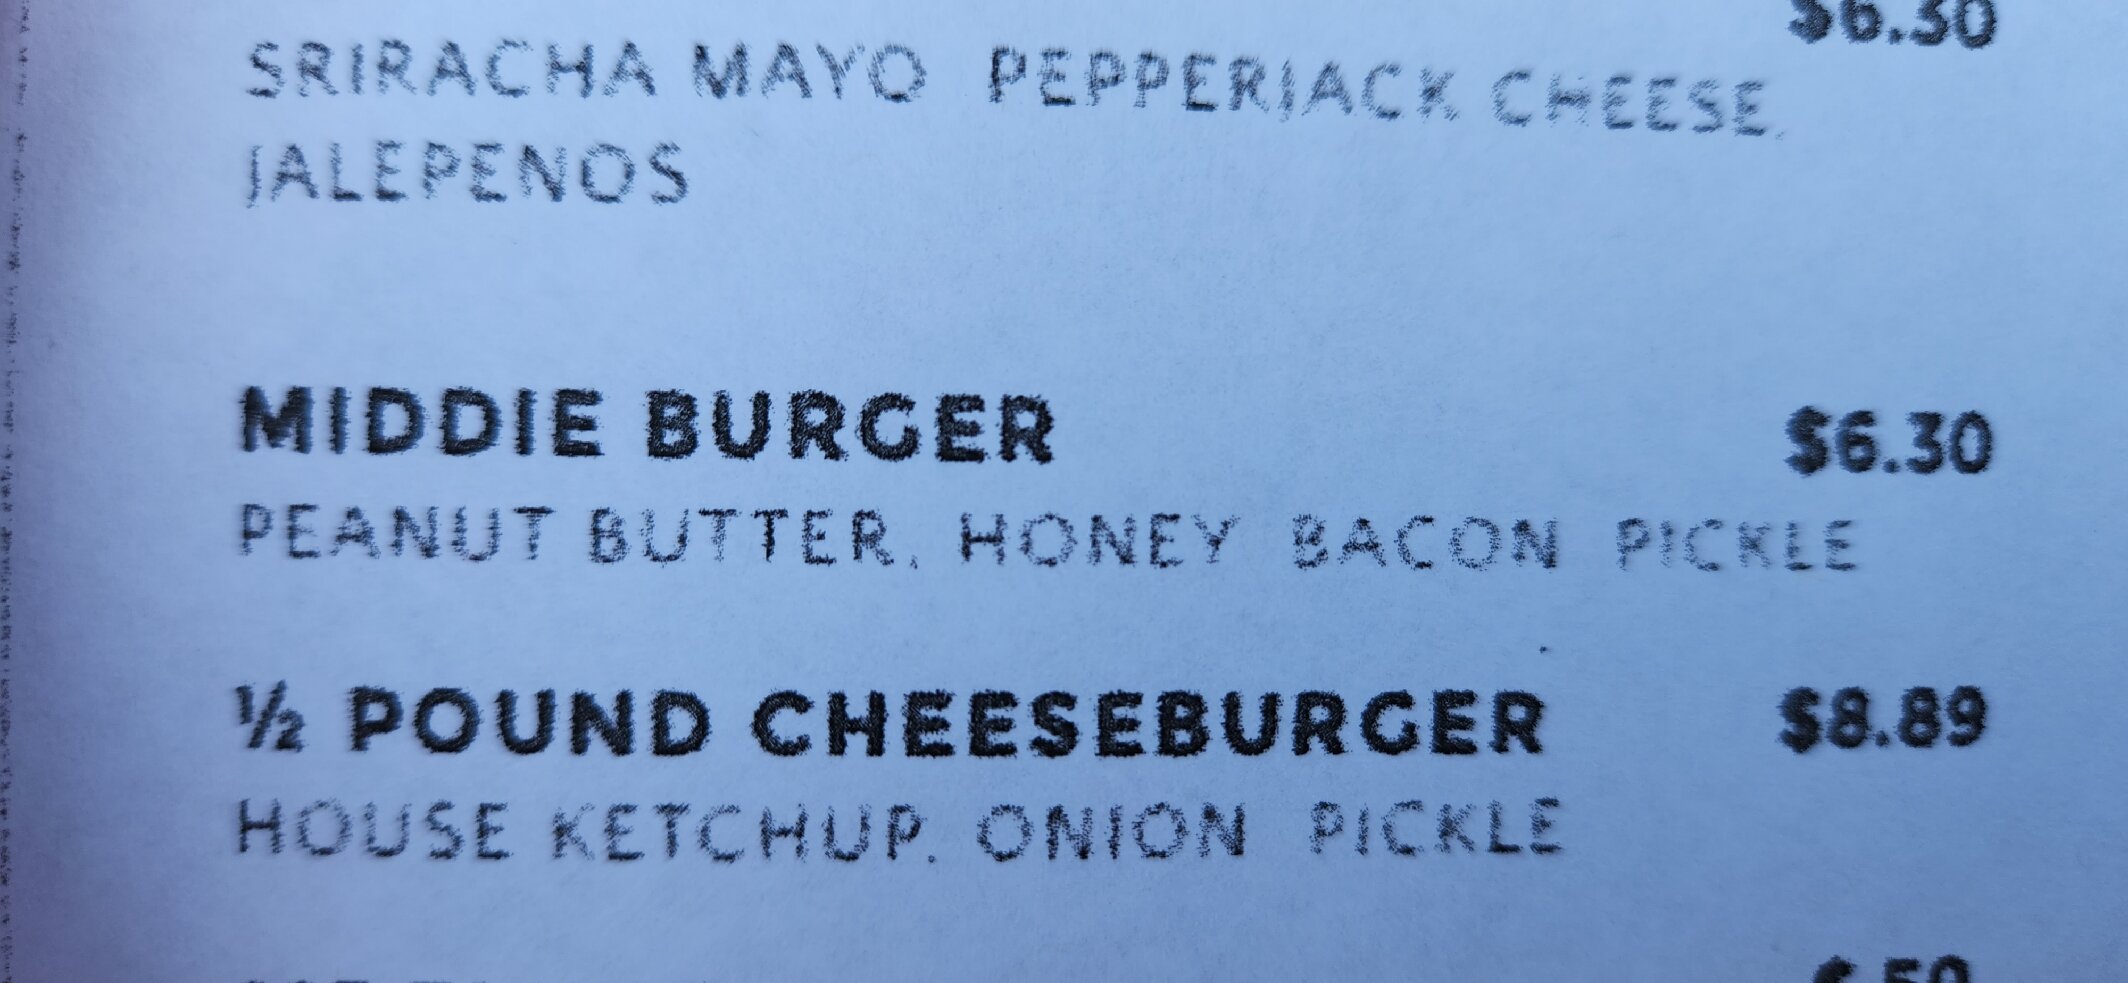 $6.30
SRIRACHA MAYO PEPPERJACK CHEESE,
JALEPENOS
MIDDIE BURGER $6.30
PEANUT BUTTER, HONEY BACON PICKLE
½ POUND CHEESEBURGER $8.89
HOUSE KETCHUP, ONION PICKLE